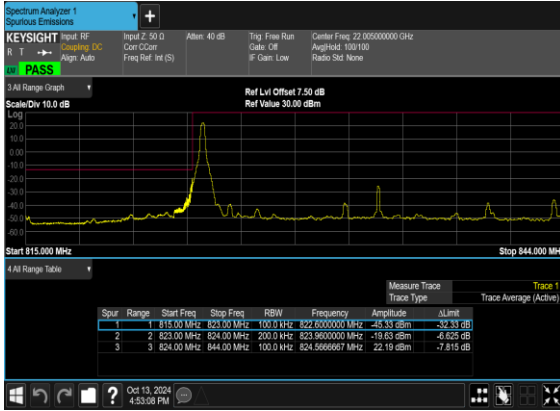 Spectrum Analyzer 1
Spurious Emissions
+
KEYSIGHT Input: RF Input Z: 50 Ω Atten: 40 dB Trig: Free Run Center Freq: 22.005000000 GHz
R T Coupling: DC Corr CCorr Gate: Off Avg|Hold: 100/100
Align: Auto Freq Ref: Int (S) IF Gain: Low Radio Std: None
PASS
3 All Range Graph
Ref Lvl Offset 7.50 dB
Scale/Div 10.0 dB Ref Value 30.00 dBm
Log
20.0
10.0
0.00
-10.0
-20.0
-30.0
-40.0
-50.0
-60.0
Start 815.000 MHz Stop 844.000 MH
4 All Range Table
Measure Trace Trace 1
Trace Type Trace Average (Active)
Spur Range Start Freq Stop Freq RBW Frequency Amplitude ΔLimit
1 1 815.00 MHz 823.00 MHz 100.0 kHz 822.6000000 MHz -45.33 dBm -32.33 dB
2 2 823.00 MHz 824.00 MHz 200.0 kHz 823.9600000 MHz -19.63 dBm -6.625 dB
3 3 824.00 MHz 844.00 MHz 100.0 kHz 824.5666667 MHz 22.19 dBm -7.815 dB
?
Oct 13, 2024
4:53:08 PM